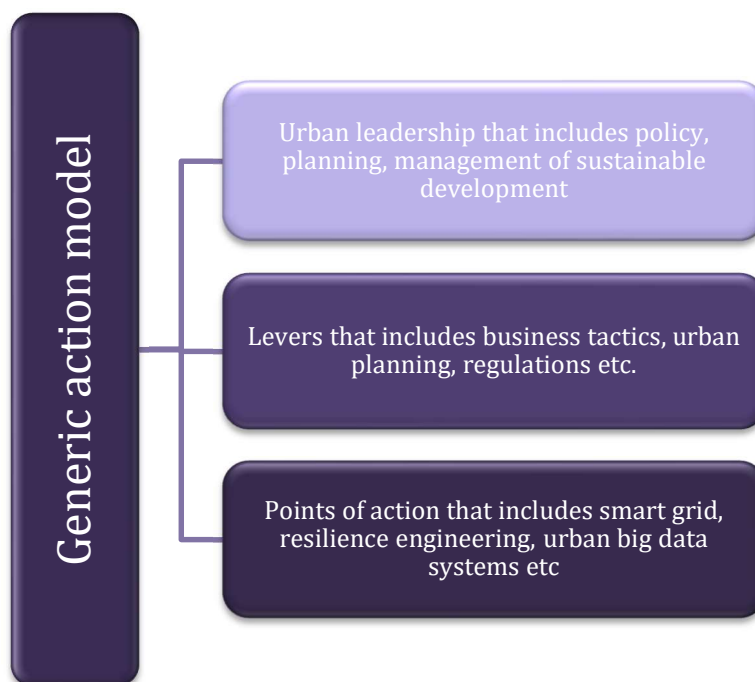 Generic action model
Urban leadership that includes policy,
planning, management of sustainable
development
Levers that includes business tactics, urban
planning, regulations etc.
Points of action that includes smart grid,
resilience engineering, urban big data
systems etc